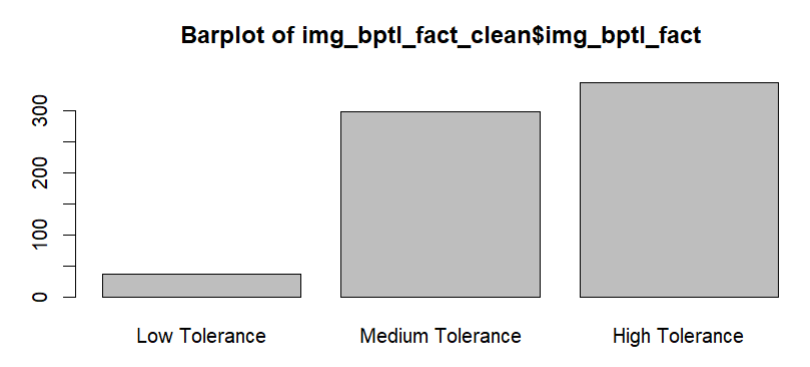 Barplot of img_bptl_fact_clean$img_bptl_fact
300
200
100
0
Low Tolerance Medium Tolerance High Tolerance